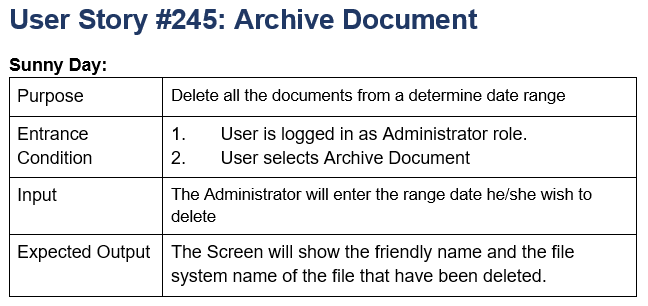 User Story #245: Archive Document
Sunny Day:
Purpose
Delete all the documents from a determine date range
Entrance
Condition
1. User is logged in as Administrator role.
2. User selects Archive Document
Input
The Administrator will enter the range date he/she wish to
delete
Expected Output
The Screen will show the friendly name and the file
system name of the file that have been deleted.